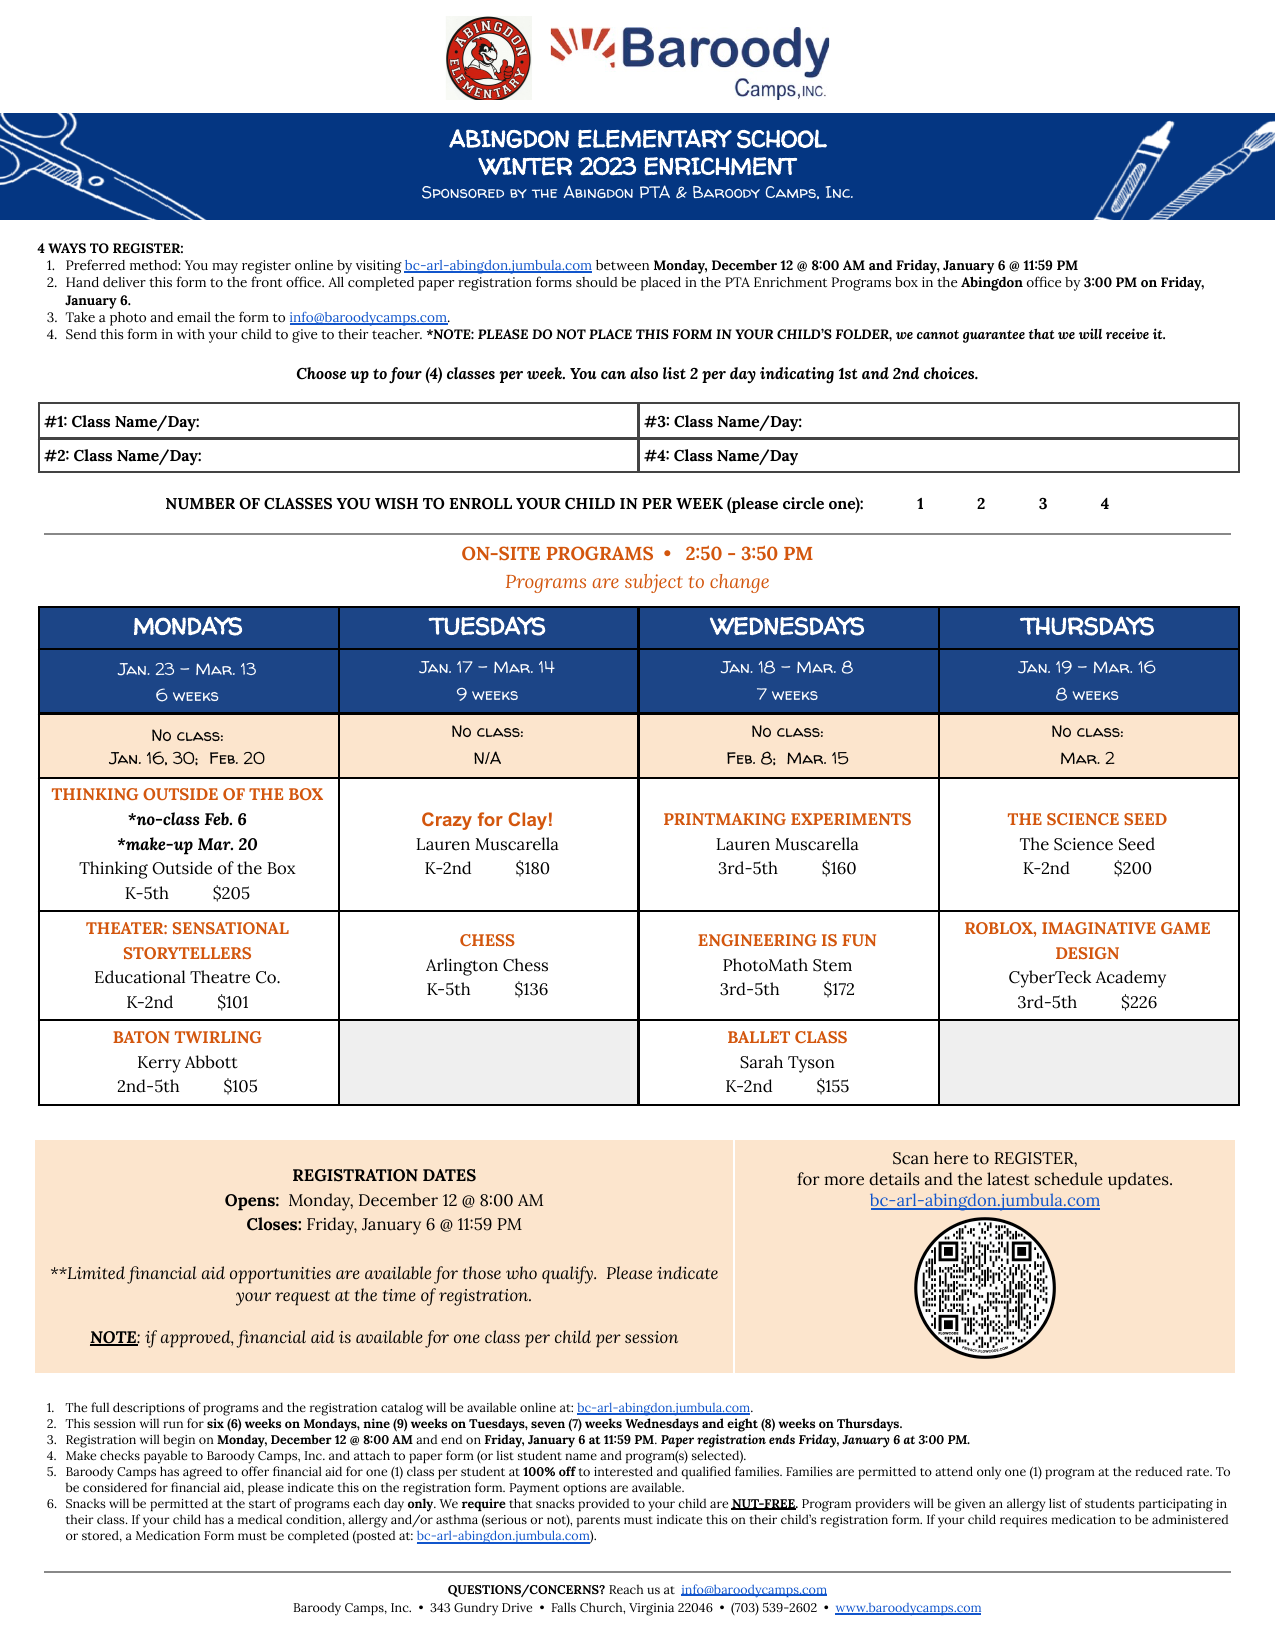 ABINGDON
ELEMENTARY
Baroody
Camps, INC.
ABINGDON ELEMENTARY SCHOOL
WINTER 2023 ENRICHMENT
Sponsored by the Abingdon PTA & Baroody Camps, Inc.
4 WAYS TO REGISTER:
1. Preferred method: You may register online by visiting bc-arl-abingdon.jumbula.com between Monday, December 12 @ 8:00 AM and Friday, January 6 @ 11:59 PM
2. Hand deliver this form to the front office. All completed paper registration forms should be placed in the PTA Enrichment Programs box in the Abingdon office by 3:00 PM on Friday,
January 6.
3. Take a photo and email the form to info@baroodycamps.com.
4. Send this form in with your child to give to their teacher. *NOTE: PLEASE DO NOT PLACE THIS FORM IN YOUR CHILD'S FOLDER, we cannot guarantee that we will receive it.
Choose up to four (4) classes per week. You can also list 2 per day indicating 1st and 2nd choices.
#1: Class Name/Day: #3: Class Name/Day:
#2: Class Name/Day: #4: Class Name/Day
NUMBER OF CLASSES YOU WISH TO ENROLL YOUR CHILD IN PER WEEK (please circle one): 1 2 3 4
ON-SITE PROGRAMS • 2:50 - 3:50 PM
Programs are subject to change
MONDAYS TUESDAYS WEDNESDAYS THURSDAYS
Jan. 23 – Mar. 13
6 weeks
Jan. 17 – Mar. 14
9 weeks
Jan. 18 – Mar. 8
7 weeks
Jan. 19 – Mar. 16
8 weeks
No class:
Jan. 16, 30; Feb. 20
No class:
N/A
No class:
Feb. 8; Mar. 15
No class:
Mar. 2
THINKING OUTSIDE OF THE BOX
*no-class Feb. 6
*make-up Mar. 20
Thinking Outside of the Box
K-5th $205
Crazy for Clay!
Lauren Muscarella
K-2nd $180
PRINTMAKING EXPERIMENTS
Lauren Muscarella
3rd-5th $160
THE SCIENCE SEED
The Science Seed
K-2nd $200
THEATER: SENSATIONAL
STORYTELLERS
Educational Theatre Co.
K-2nd $101
CHESS
Arlington Chess
K-5th $136
ENGINEERING IS FUN
PhotoMath Stem
3rd-5th $172
ROBLOX, IMAGINATIVE GAME
DESIGN
CyberTeck Academy
3rd-5th $226
BATON TWIRLING
Kerry Abbott
2nd-5th $105
BALLET CLASS
Sarah Tyson
K-2nd $155
REGISTRATION DATES
Opens: Monday, December 12 @ 8:00 AM
Closes: Friday, January 6 @ 11:59 PM
**Limited financial aid opportunities are available for those who qualify. Please indicate
your request at the time of registration.
NOTE: if approved, financial aid is available for one class per child per session
Scan here to REGISTER,
for more details and the latest schedule updates.
bc-arl-abingdon.jumbula.com
FLOWCODE
PRIVACY.FLOWCODE.COM
1. The full descriptions of programs and the registration catalog will be available online at: bc-arl-abingdon.jumbula.com.
2. This session will run for six (6) weeks on Mondays, nine (9) weeks on Tuesdays, seven (7) weeks Wednesdays and eight (8) weeks on Thursdays.
3. Registration will begin on Monday, December 12 @ 8:00 AM and end on Friday, January 6 at 11:59 PM. Paper registration ends Friday, January 6 at 3:00 PM.
4. Make checks payable to Baroody Camps, Inc. and attach to paper form (or list student name and program(s) selected).
5. Baroody Camps has agreed to offer financial aid for one (1) class per student at 100% off to interested and qualified families. Families are permitted to attend only one (1) program at the reduced rate. To
be considered for financial aid, please indicate this on the registration form. Payment options are available.
6. Snacks will be permitted at the start of programs each day only. We require that snacks provided to your child are NUT-FREE. Program providers will be given an allergy list of students participating in
their class. If your child has a medical condition, allergy and/or asthma (serious or not), parents must indicate this on their child's registration form. If your child requires medication to be administered
or stored, a Medication Form must be completed (posted at: bc-arl-abingdon.jumbula.com).
QUESTIONS/CONCERNS? Reach us at info@baroodycamps.com
Baroody Camps, Inc. • 343 Gundry Drive • Falls Church, Virginia 22046 • (703) 539-2602 • www.baroodycamps.com